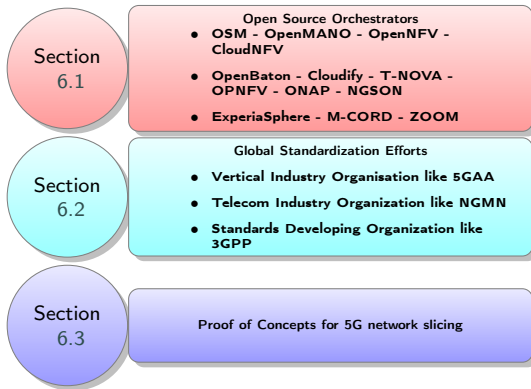 Section
6.1
Open Source Orchestrators
• OSM - OpenMANO - OpenNFV -
CloudNFV
• OpenBaton - Cloudify - T-NOVA -
OPNFV - ONAP - NGSON
• ExperiaSphere - M-CORD - ZOOM
Section
6.2
Global Standardization Efforts
• Vertical Industry Organisation like 5GAA
• Telecom Industry Organization like NGMN
• Standards Developing Organization like
3GPP
Section
6.3
Proof of Concepts for 5G network slicing